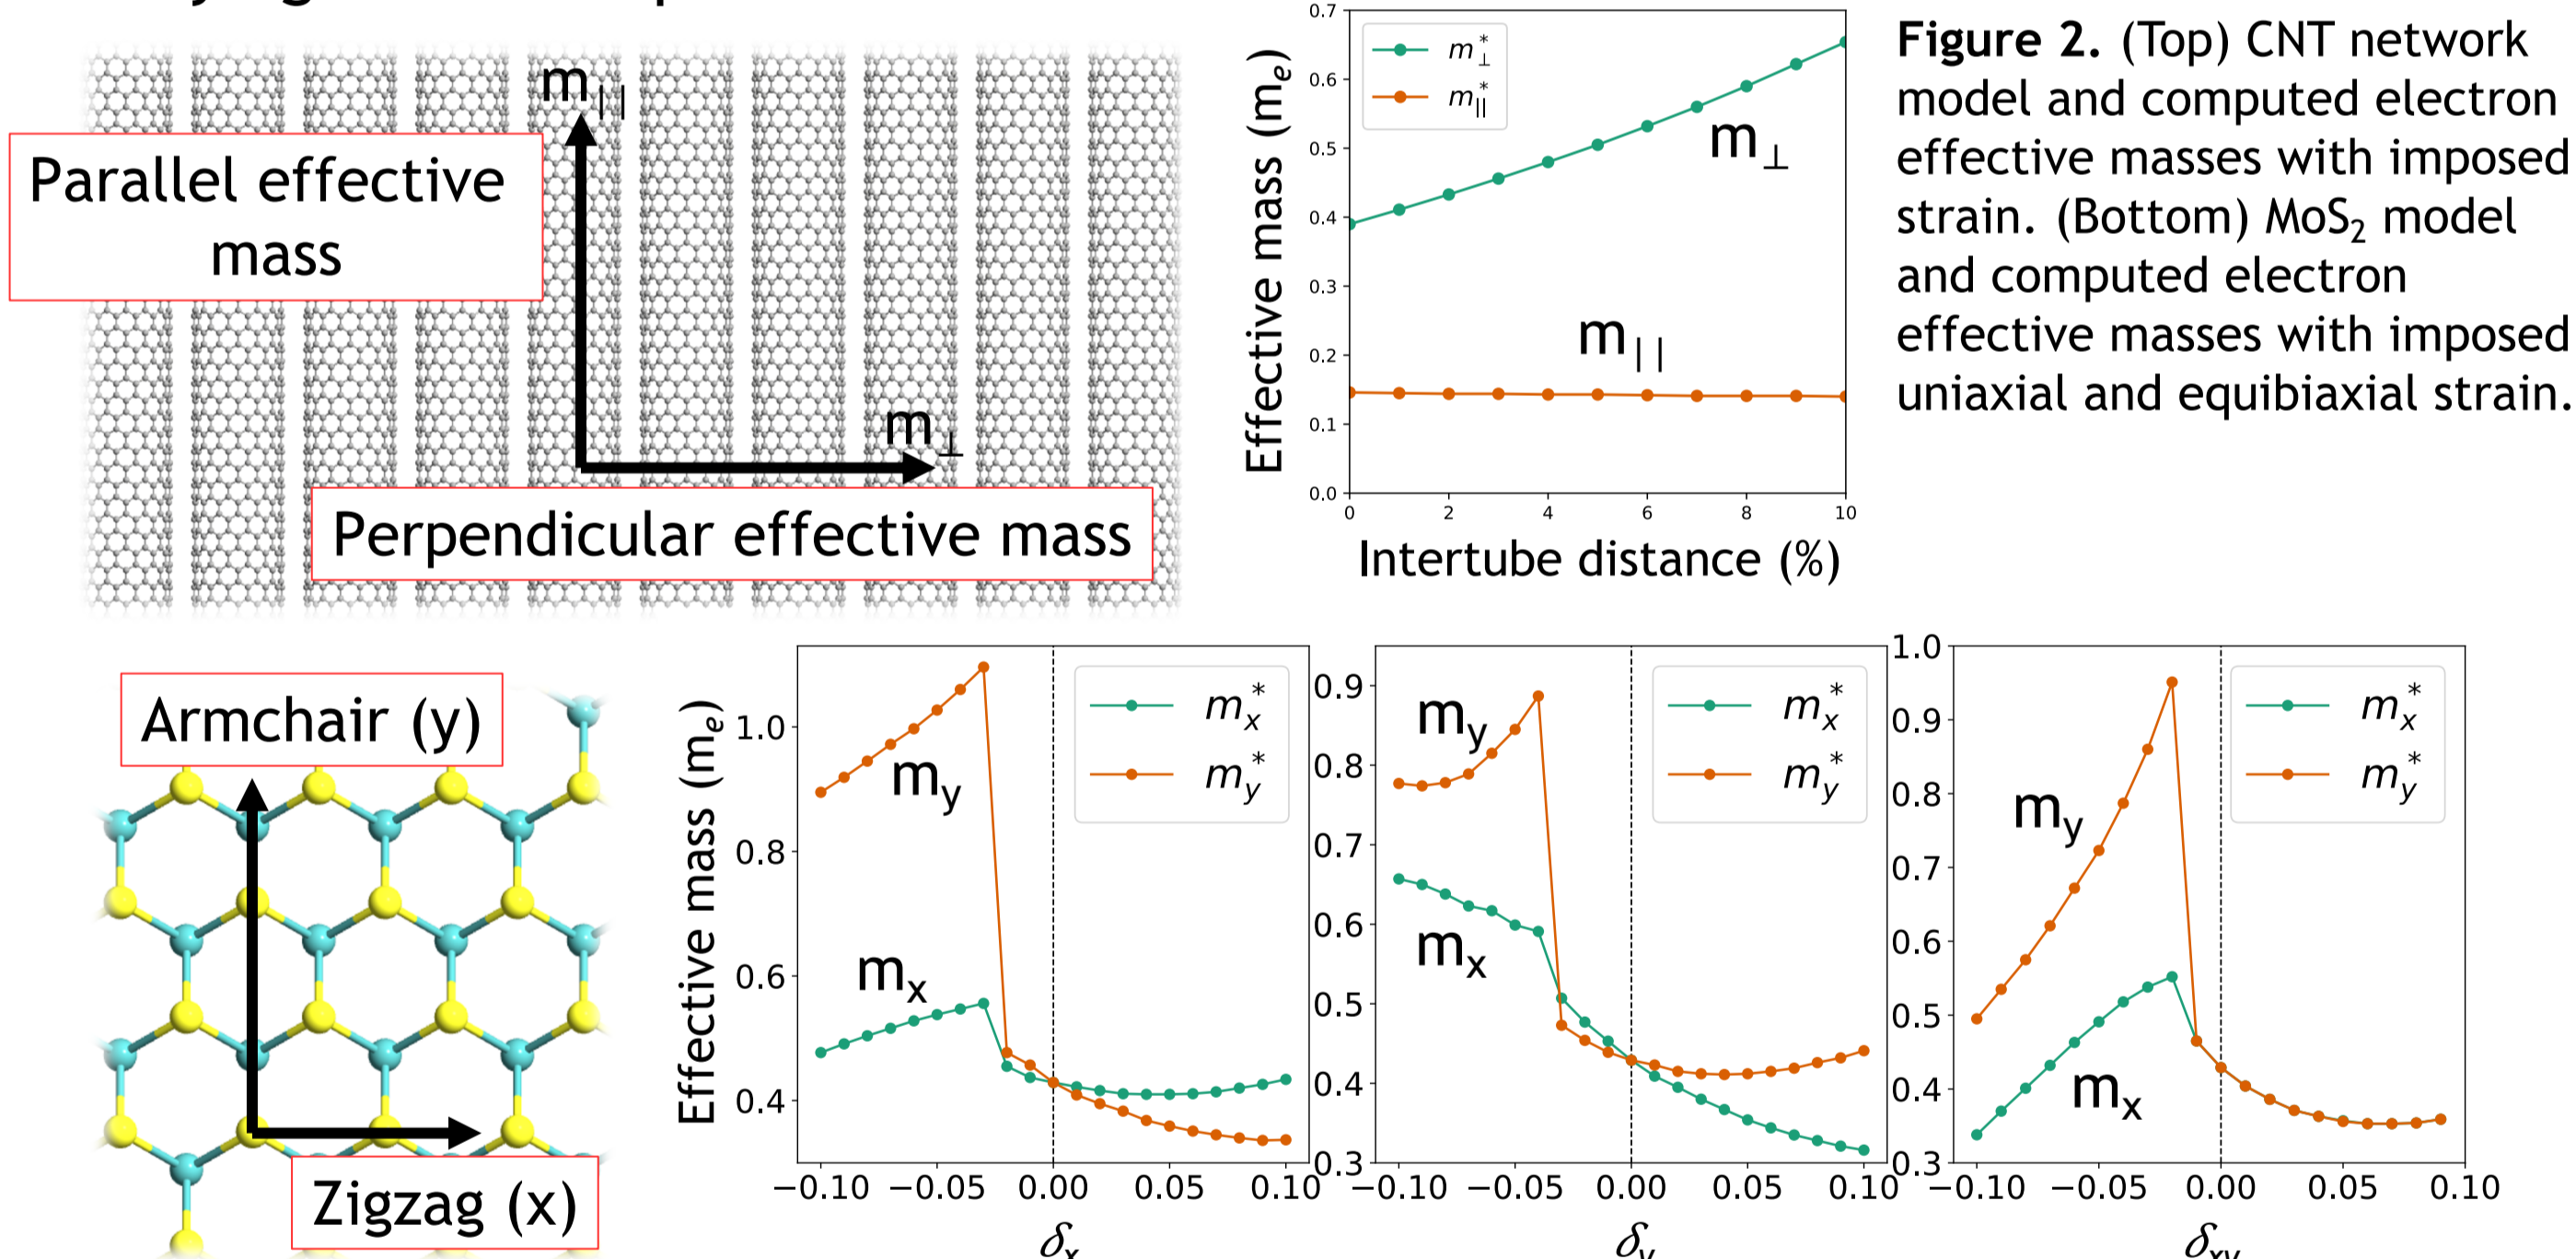 m||
Parallel effective
mass
m⊥
Perpendicular effective mass
0.7
0.6
0.5
0.4
0.3
0.2
0.1
0.0
Effective mass (mₑ)
m*⊥
m*||
m⊥
m||
0 2 4 6 8 10
Intertube distance (%)
Figure 2. (Top) CNT network
model and computed electron
effective masses with imposed
strain. (Bottom) MoS₂ model
and computed electron
effective masses with imposed
uniaxial and equibiaxial strain.
Armchair (y)
Zigzag (x)
Effective mass (mₑ)
1.0
0.8
0.6
0.4
m*x
m*y
my
mx
−0.10 −0.05 0.00 0.05 0.10
δx
0.9
0.8
0.7
0.6
0.5
0.4
0.3
m*x
m*y
my
mx
−0.10 −0.05 0.00 0.05 0.10
δy
1.0
0.9
0.8
0.7
0.6
0.5
0.4
0.3
m*x
m*y
my
mx
−0.10 −0.05 0.00 0.05 0.10
δxy